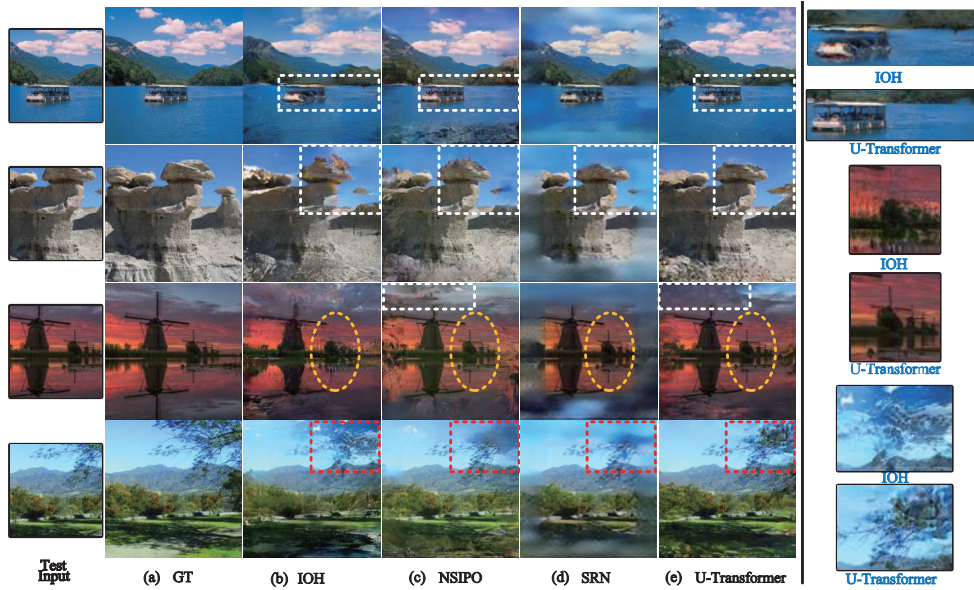 IOH
U-Transformer
IOH
U-Transformer
IOH
U-Transformer
Test
Input
(a) GT
(b) IOH
(c) NSIPO
(d) SRN
(e) U-Transformer